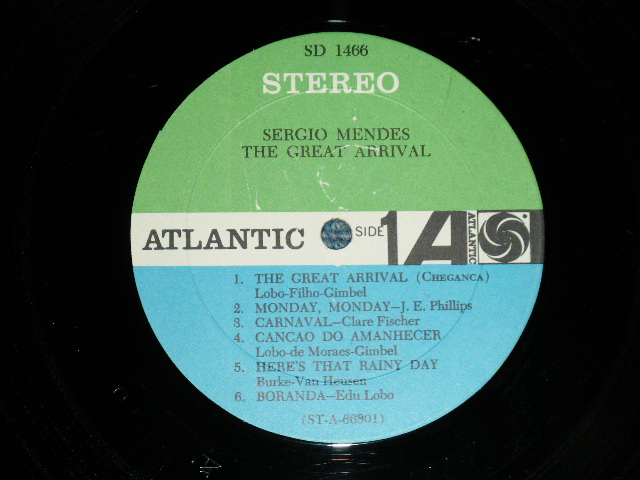 SD 1466
STEREO
SERGIO MENDES
THE GREAT ARRIVAL
ATLANTIC SIDE 1 A ATLANTIC
1. THE GREAT ARRIVAL (CHEGANCA)
Lobo-Filho-Gimbel
2. MONDAY, MONDAY—J. E. Phillips
3. CARNAVAL—Clare Fischer
4. CANCAO DO AMANHECER
Lobo-de Moraes-Gimbel
5. HERE'S THAT RAINY DAY
Burke-Van Heusen
6. BORANDA—Edu Lobo
(ST-A-66901)